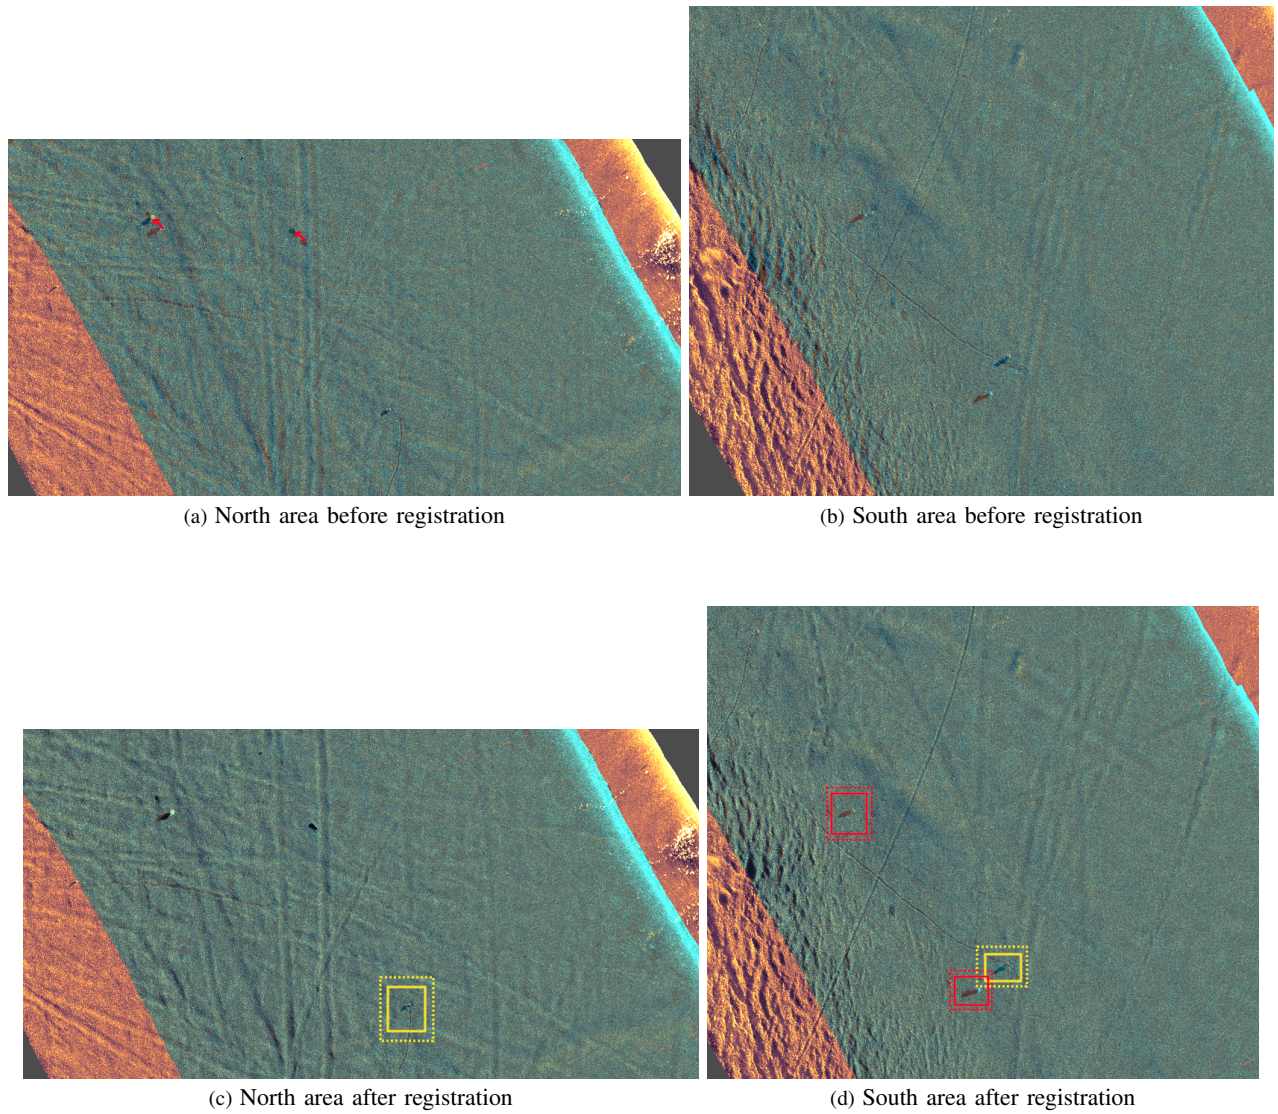 (a) North area before registration
(b) South area before registration
(c) North area after registration
(d) South area after registration